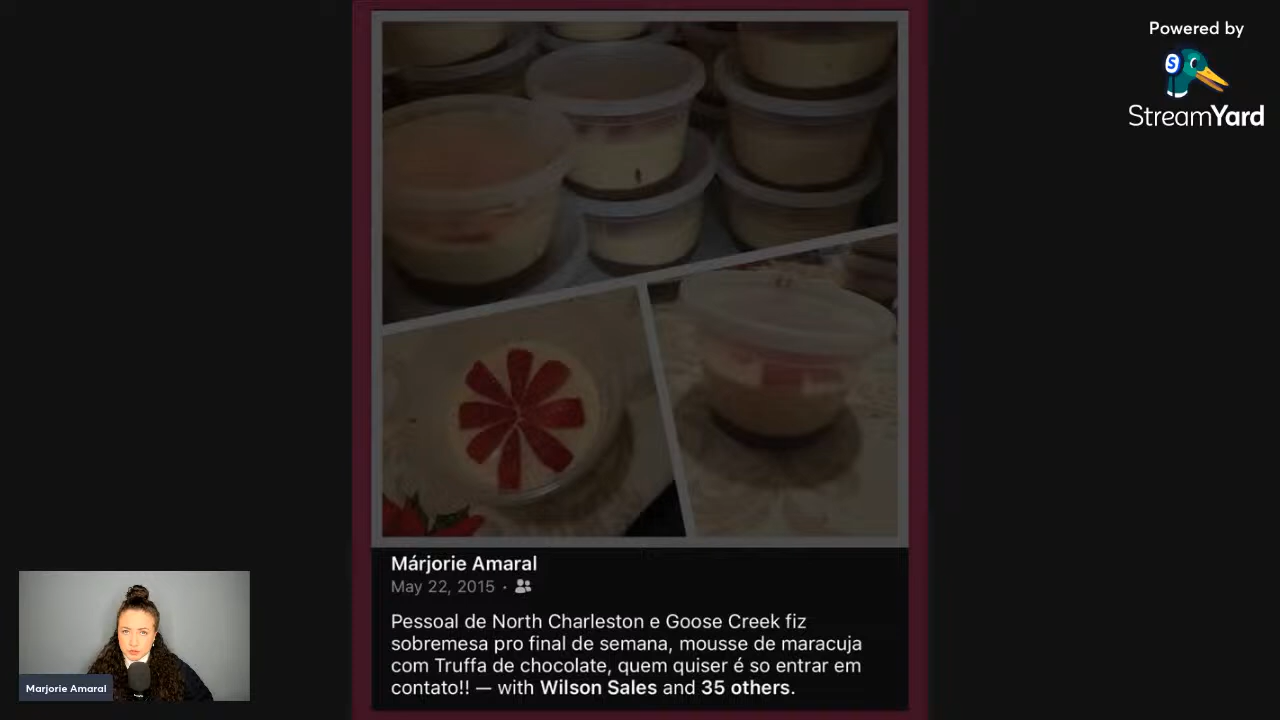 Powered by
S
StreamYard
Márjorie Amaral
May 22, 2015 ·
Pessoal de North Charleston e Goose Creek fiz
sobremesa pro final de semana, mousse de maracuja
com Truffa de chocolate, quem quiser é so entrar em
contato!! — with Wilson Sales and 35 others.
Marjorie Amaral